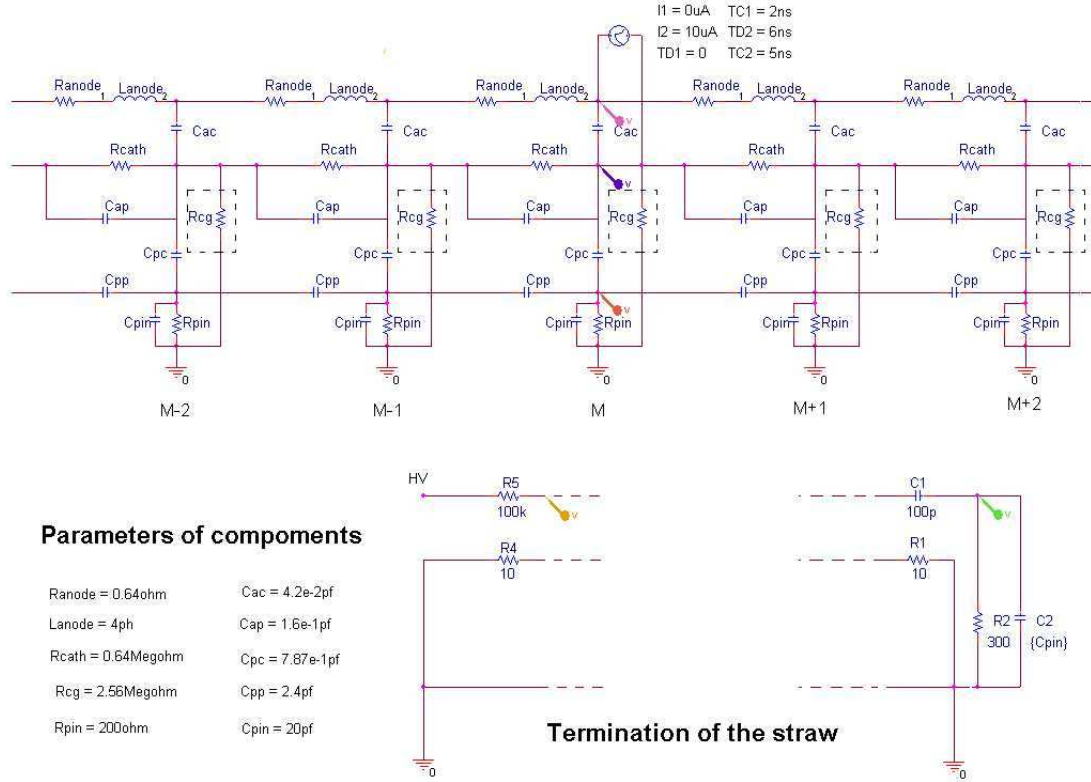 I1 = 0uA TC1 = 2ns
I2 = 10uA TD2 = 6ns
TD1 = 0 TC2 = 5ns
Ranode 1 Lanode 2 Ranode 1 Lanode 2 Ranode 1 Lanode 2 Ranode 1 Lanode 2 Ranode 1 Lanode 2
Cac Cac V Cac Cac Cac
Rcath Rcath Rcath Rcath Rcath
V
Cap Rcg Cap Rcg Cap Rcg Cap Rcg Cap Rcg
Cpc Cpc Cpc Cpc Cpc
Cpp Cpp Cpp Cpp Cpp
V
Cpin Rpin Cpin Rpin Cpin Rpin Cpin Rpin Cpin Rpin
0 0 0 0 0
M-2 M-1 M M+1 M+2
HV R5 C1
100k V 100p V
R4 R1
10 10
R2 C2
300 {Cpin}
0 0
Termination of the straw
Parameters of compoments
Ranode = 0.64ohm Cac = 4.2e-2pf
Lanode = 4ph Cap = 1.6e-1pf
Rcath = 0.64Megohm Cpc = 7.87e-1pf
Rcg = 2.56Megohm Cpp = 2.4pf
Rpin = 200ohm Cpin = 20pf